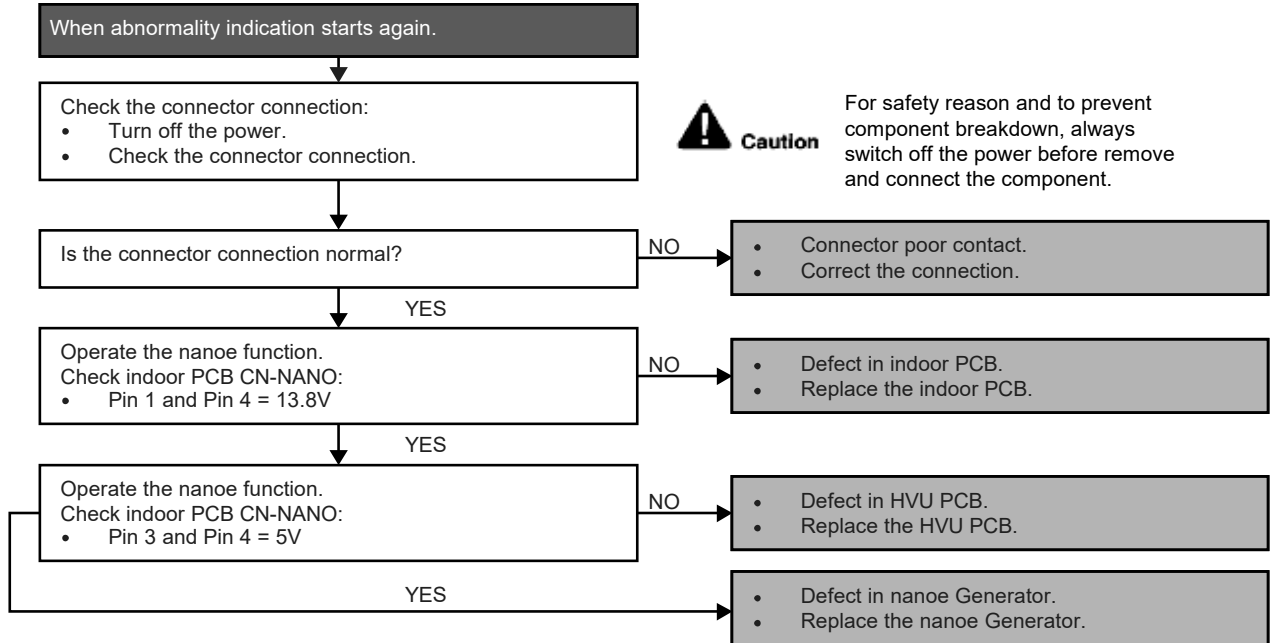 When abnormality indication starts again.
Check the connector connection:
• Turn off the power.
• Check the connector connection.
Caution
For safety reason and to prevent
component breakdown, always
switch off the power before remove
and connect the component.
Is the connector connection normal?
NO
• Connector poor contact.
• Correct the connection.
YES
Operate the nanoe function.
Check indoor PCB CN-NANO:
• Pin 1 and Pin 4 = 13.8V
NO
• Defect in indoor PCB.
• Replace the indoor PCB.
YES
Operate the nanoe function.
Check indoor PCB CN-NANO:
• Pin 3 and Pin 4 = 5V
NO
• Defect in HVU PCB.
• Replace the HVU PCB.
YES
• Defect in nanoe Generator.
• Replace the nanoe Generator.